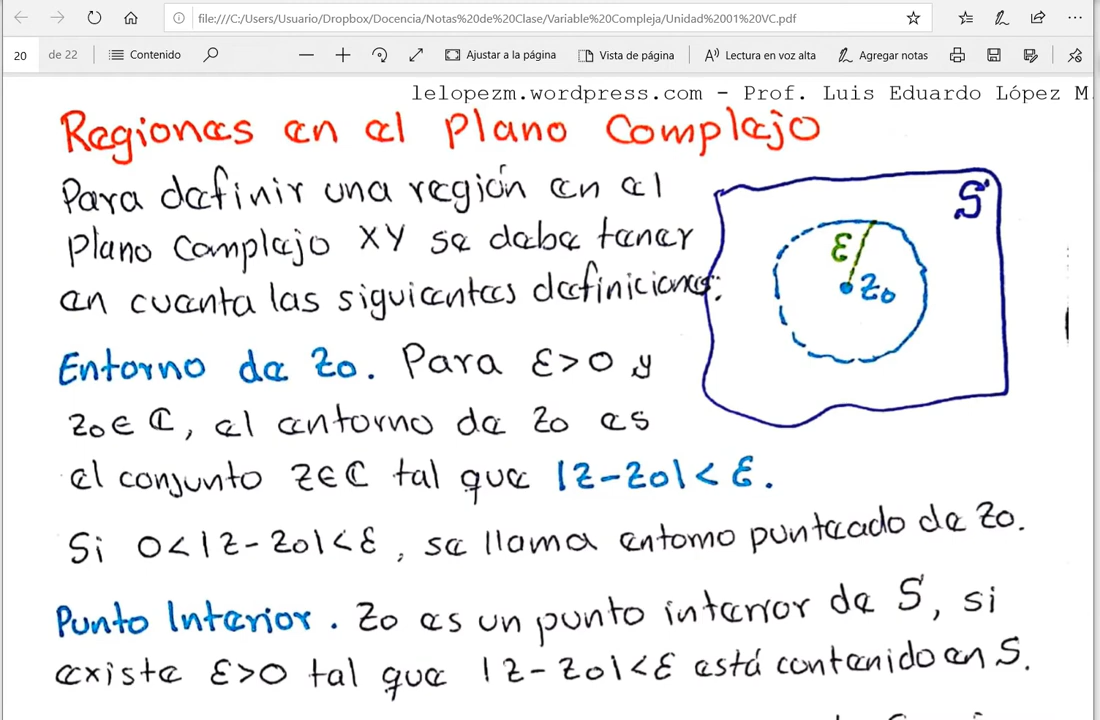 file:///C:/Users/Usuario/Dropbox/Docencia/Notas%20de%20Clase/Variable%20Compleja/Unidad%2001%20VC.pdf
20 de 22 Contenido Ajustar a la página Vista de página Lectura en voz alta Agregar notas
lelopezm.wordpress.com - Prof. Luis Eduardo López M
Regiones en el Plano Complejo
Para definir una región en el
Plano Complejo XY se debe tener
en cuenta las siguientes definiciones:
S
ε
z₀
Entorno de z₀. Para ε>0 y
z₀∈ℂ, el entorno de z₀ es
el conjunto z∈ℂ tal que |z-z₀|<ε.
Si 0<|z-z₀|<ε, se llama entorno punteado de z₀.
Punto Interior. z₀ es un punto interior de S, si
existe ε>0 tal que |z-z₀|<ε está contenido en S.